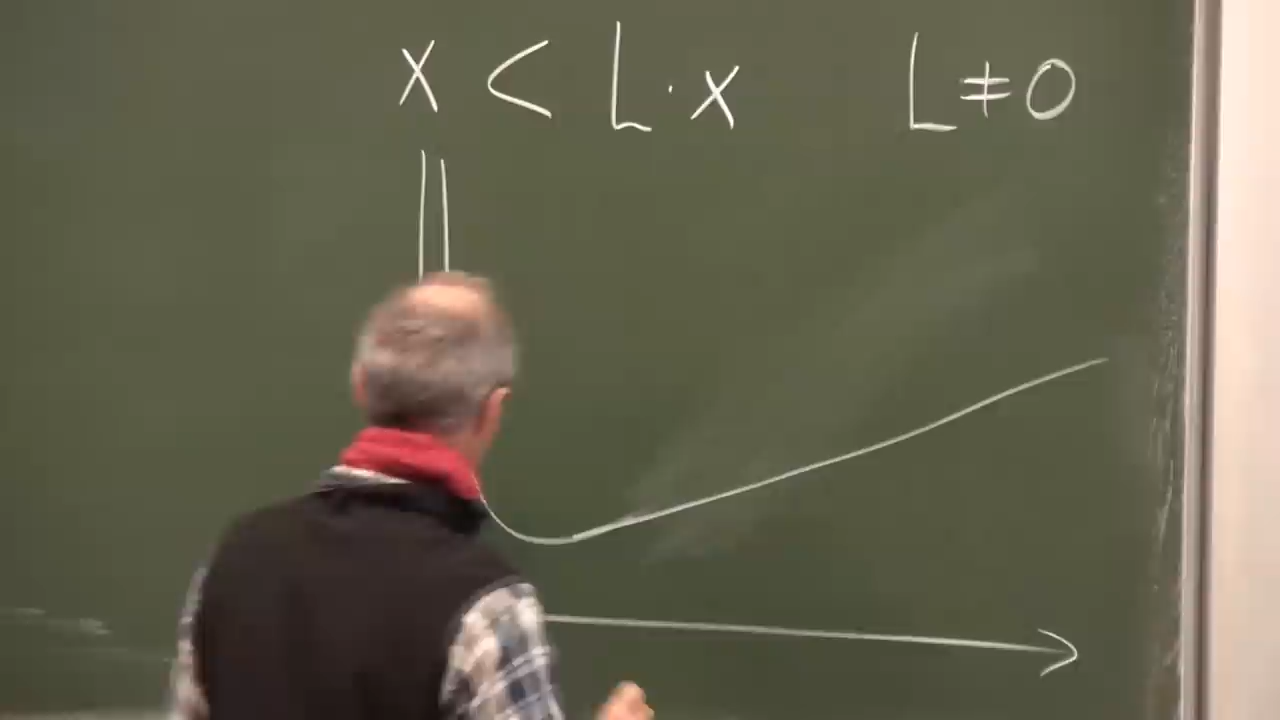 x < L · x L ≠ 0
||